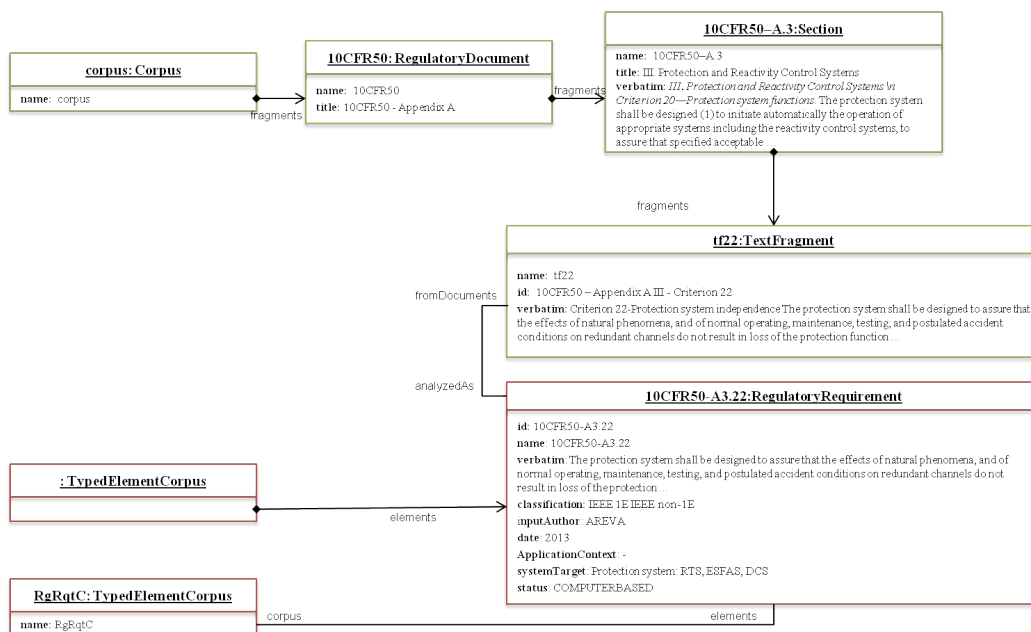 corpus: Corpus
name: corpus
fragments
10CFR50: RegulatoryDocument
name: 10CFR50
title: 10CFR50 - Appendix A
fragments
10CFR50–A.3:Section
name: 10CFR50–A.3
title: III. Protection and Reactivity Control Systems
verbatim: III. Protection and Reactivity Control Systems \n
Criterion 20—Protection system functions. The protection system
shall be designed (1) to initiate automatically the operation of
appropriate systems including the reactivity control systems, to
assure that specified acceptable ...
fragments
tf22:TextFragment
name: tf22
id: 10CFR50 – Appendix A III - Criterion 22
verbatim: Criterion 22-Protection system independence The protection system shall be designed to assure that
the effects of natural phenomena, and of normal operating, maintenance, testing, and postulated accident
conditions on redundant channels do not result in loss of the protection function ...
fromDocuments
analyzedAs
10CFR50-A3.22:RegulatoryRequirement
id: 10CFR50-A3.22
name: 10CFR50-A3.22
verbatim: The protection system shall be designed to assure that the effects of natural phenomena, and of
normal operating, maintenance, testing, and postulated accident conditions on redundant channels do not
result in loss of the protection ...
classification: IEEE 1E IEEE non-1E
inputAuthor: AREVA
date: 2013
ApplicationContext: -
systemTarget: Protection system: RTS, ESFAS, DCS
status: COMPUTERBASED
: TypedElementCorpus
elements
RgRqtC: TypedElementCorpus
name: RgRqtC
corpus
elements